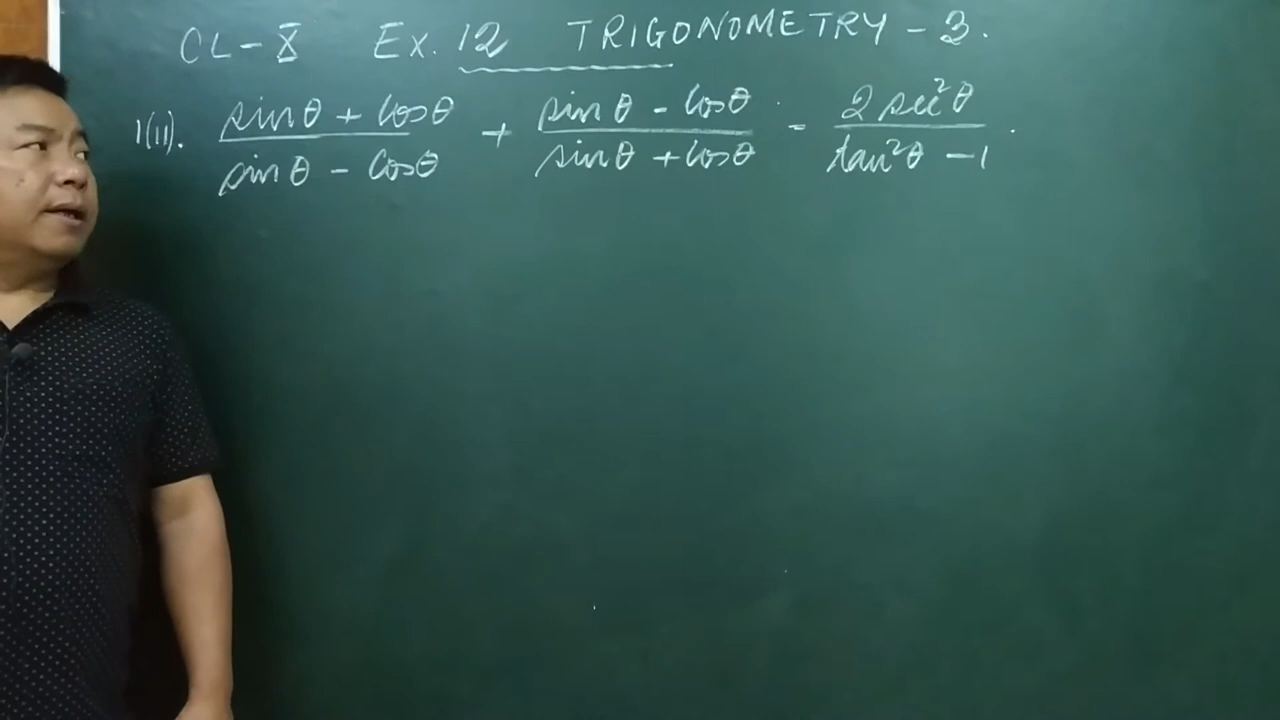 CL-X Ex. 12 TRIGONOMETRY - 3.
1(11). (sinθ + cosθ)/(sinθ - cosθ) + (sinθ - cosθ)/(sinθ + cosθ) = (2 sec²θ)/(tan²θ - 1).